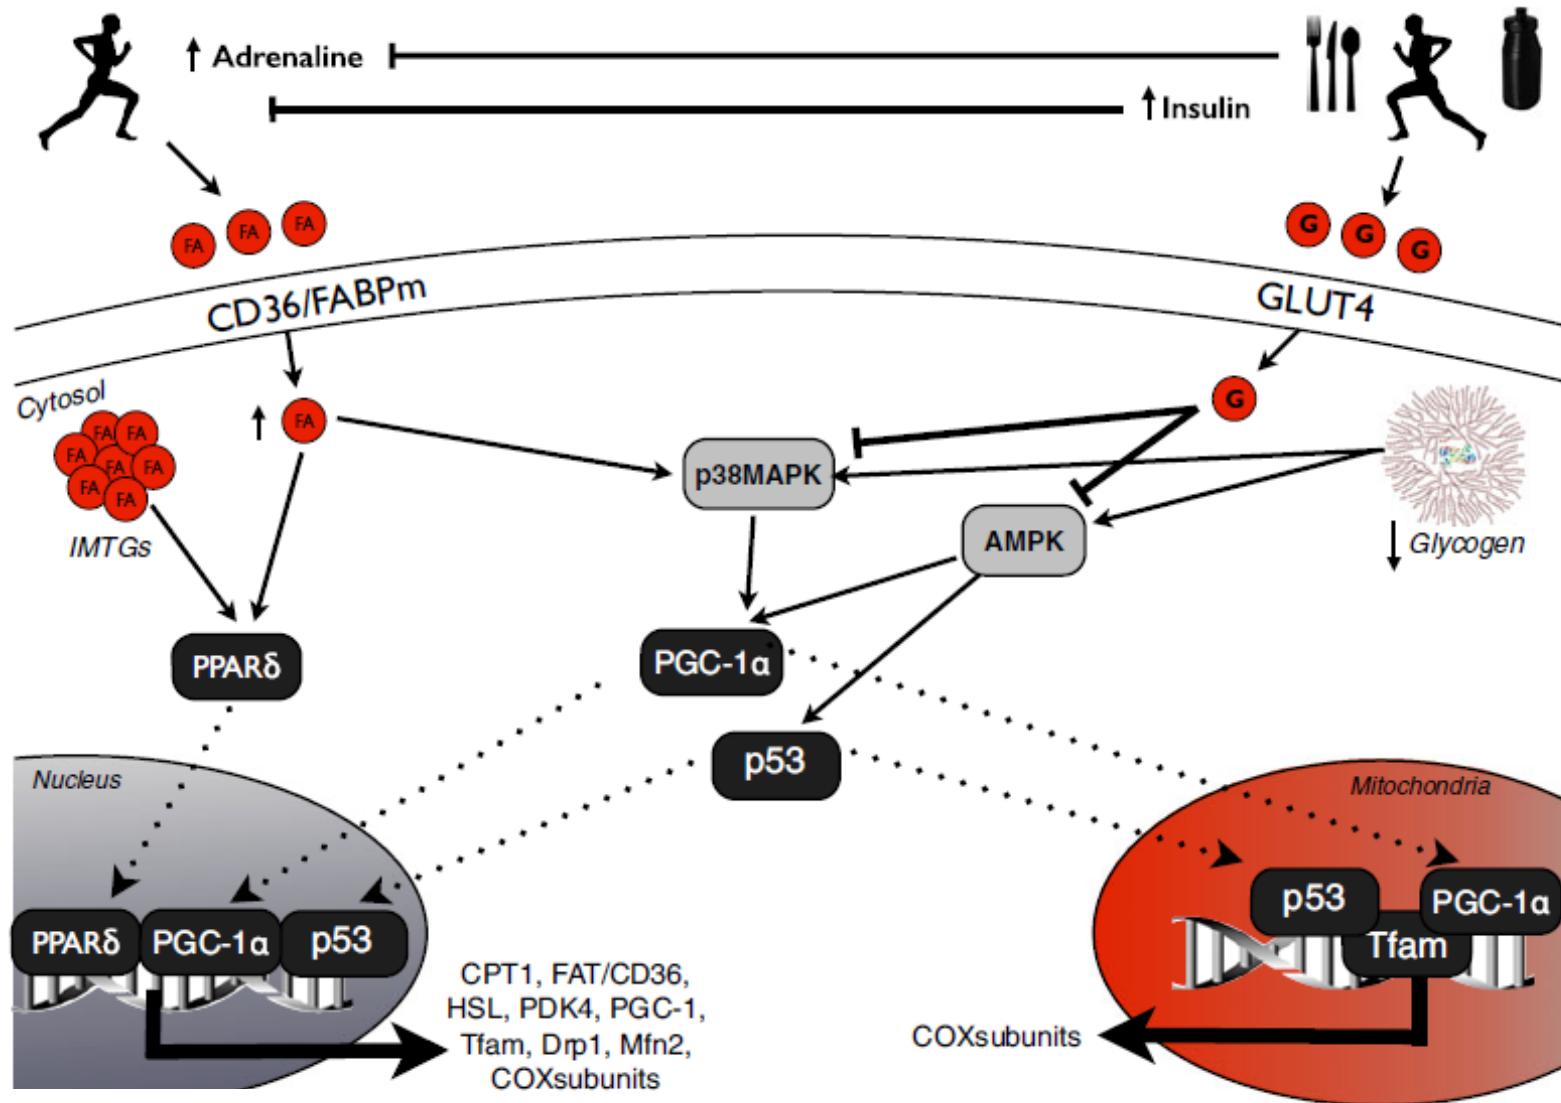 ↑ Adrenaline
↑ Insulin
FA FA FA
G G G
CD36/FABPm
GLUT4
Cytosol
↑ FA
G
FA FA
FA FA FA
FA FA
IMTGs
p38MAPK
AMPK
↓ Glycogen
PPARδ
PGC-1α
p53
Nucleus
Mitochondria
PPARδ PGC-1α p53
p53 PGC-1α
Tfam
CPT1, FAT/CD36,
HSL, PDK4, PGC-1,
Tfam, Drp1, Mfn2,
COXsubunits
COXsubunits